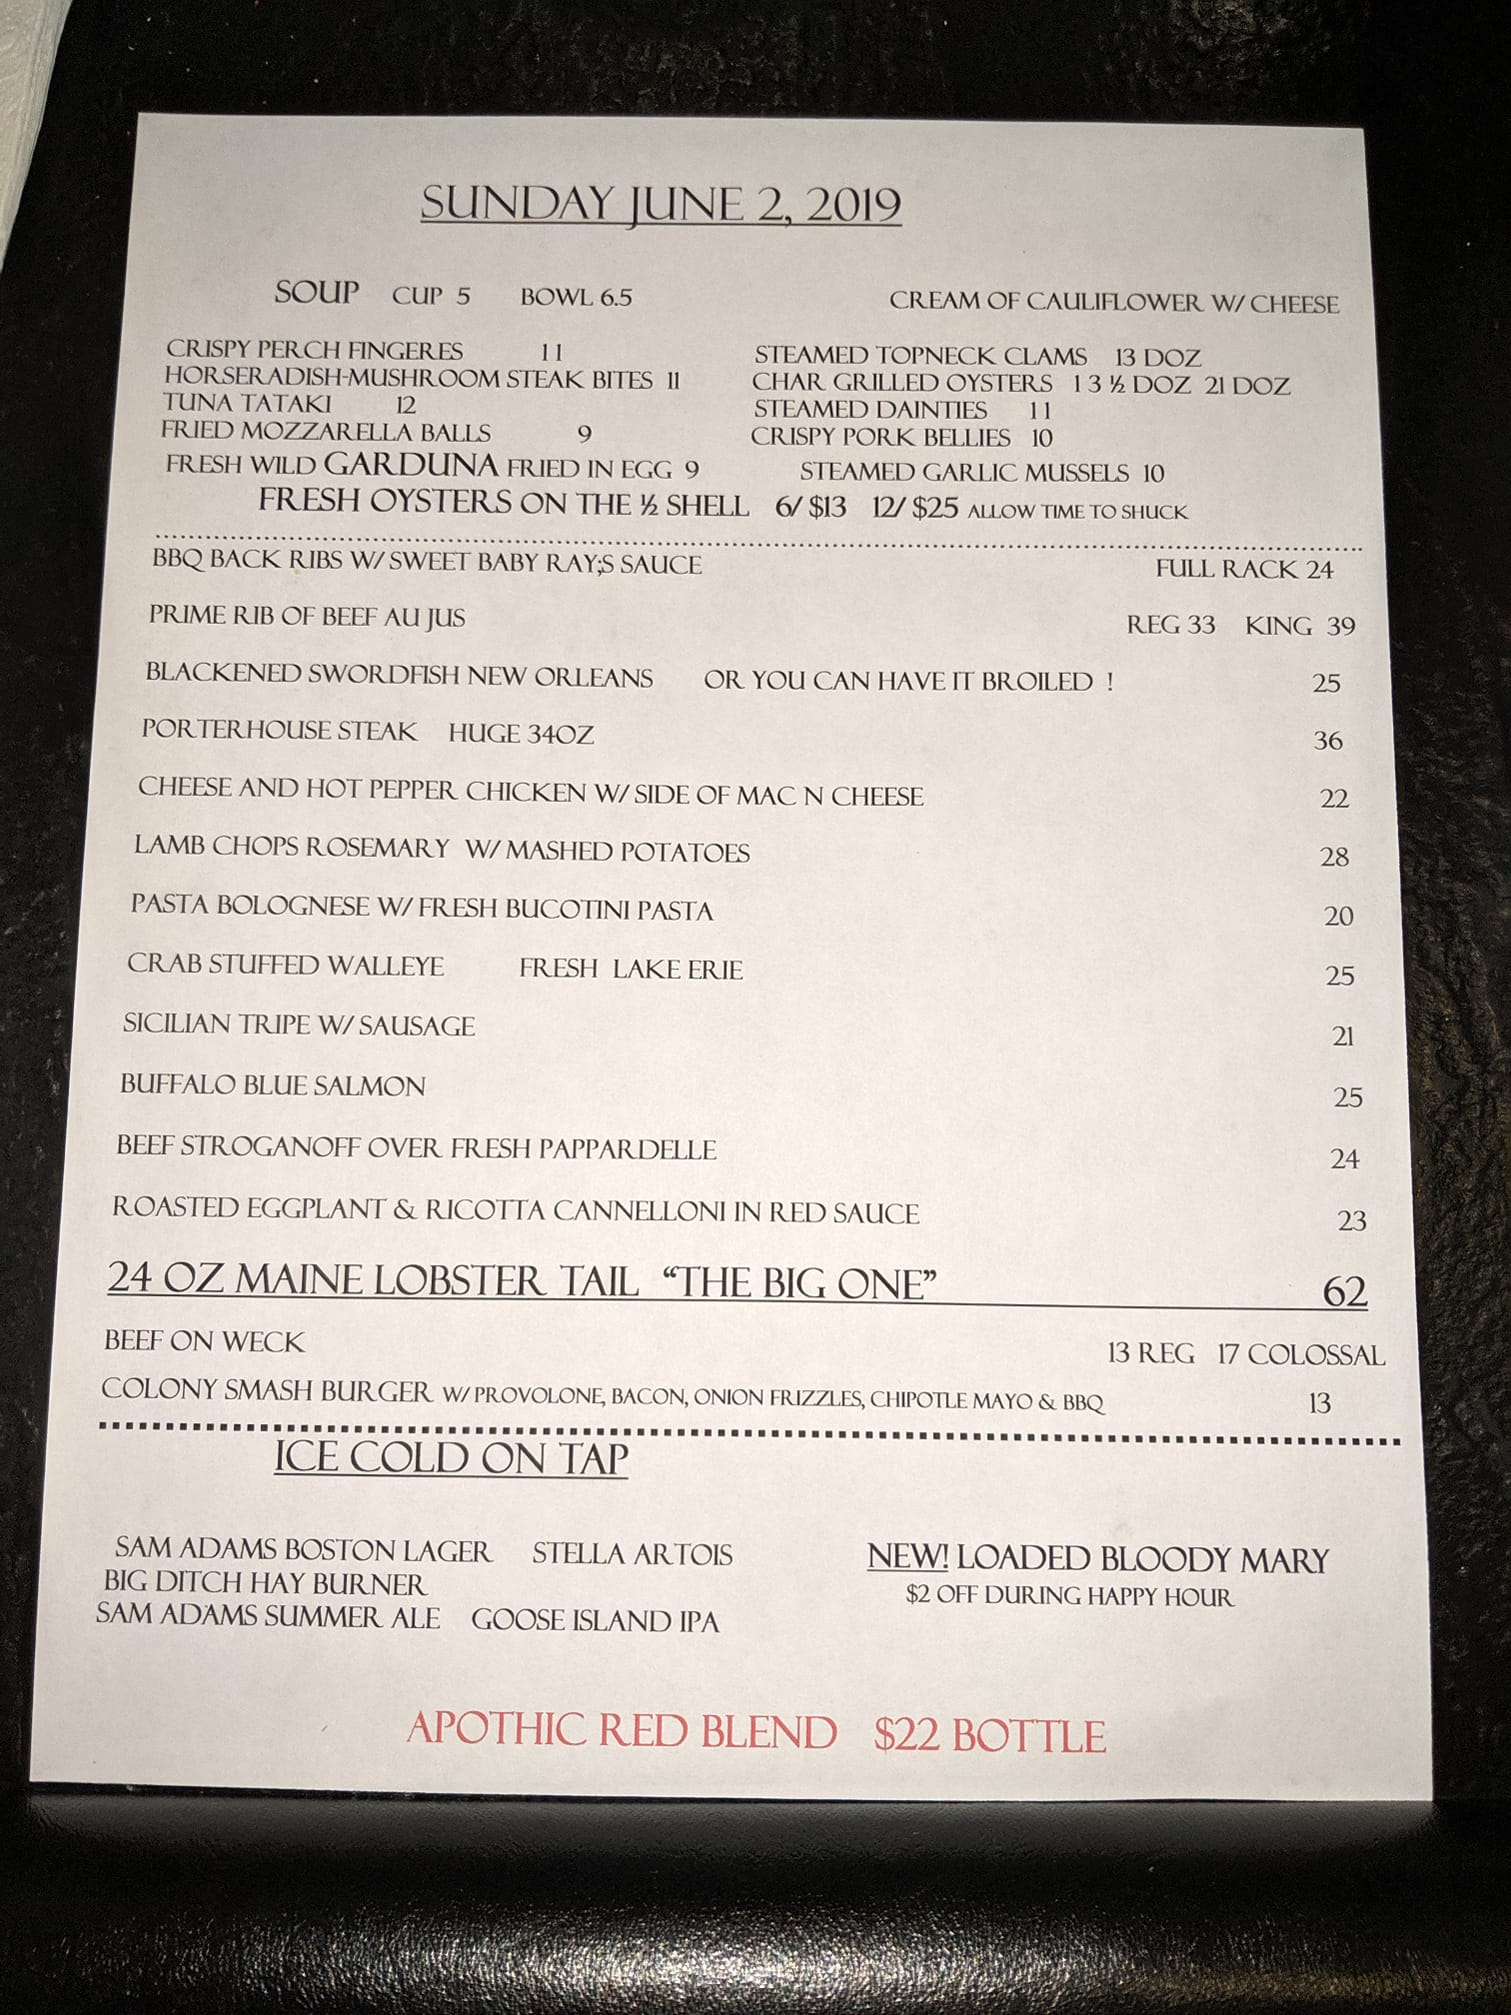 SUNDAY JUNE 2, 2019
SOUP CUP 5 BOWL 6.5 CREAM OF CAULIFLOWER W/ CHEESE
CRISPY PERCH FINGERES 11 STEAMED TOPNECK CLAMS 13 DOZ
HORSERADISH-MUSHROOM STEAK BITES 11 CHAR GRILLED OYSTERS 1 3 ½ DOZ 21 DOZ
TUNA TATAKI 12 STEAMED DAINTIES 11
FRIED MOZZARELLA BALLS 9 CRISPY PORK BELLIES 10
FRESH WILD GARDUNA FRIED IN EGG 9 STEAMED GARLIC MUSSELS 10
FRESH OYSTERS ON THE ½ SHELL 6/ $13 12/ $25 ALLOW TIME TO SHUCK
BBQ BACK RIBS W/ SWEET BABY RAY;S SAUCE FULL RACK 24
PRIME RIB OF BEEF AU JUS REG 33 KING 39
BLACKENED SWORDFISH NEW ORLEANS OR YOU CAN HAVE IT BROILED ! 25
PORTERHOUSE STEAK HUGE 34OZ 36
CHEESE AND HOT PEPPER CHICKEN W/ SIDE OF MAC N CHEESE 22
LAMB CHOPS ROSEMARY W/ MASHED POTATOES 28
PASTA BOLOGNESE W/ FRESH BUCOTINI PASTA 20
CRAB STUFFED WALLEYE FRESH LAKE ERIE 25
SICILIAN TRIPE W/ SAUSAGE 21
BUFFALO BLUE SALMON 25
BEEF STROGANOFF OVER FRESH PAPPARDELLE 24
ROASTED EGGPLANT & RICOTTA CANNELLONI IN RED SAUCE 23
24 OZ MAINE LOBSTER TAIL “THE BIG ONE” 62
BEEF ON WECK 13 REG 17 COLOSSAL
COLONY SMASH BURGER W/ PROVOLONE, BACON, ONION FRIZZLES, CHIPOTLE MAYO & BBQ 13
ICE COLD ON TAP
SAM ADAMS BOSTON LAGER STELLA ARTOIS
BIG DITCH HAY BURNER
SAM ADAMS SUMMER ALE GOOSE ISLAND IPA
NEW! LOADED BLOODY MARY
$2 OFF DURING HAPPY HOUR
APOTHIC RED BLEND $22 BOTTLE